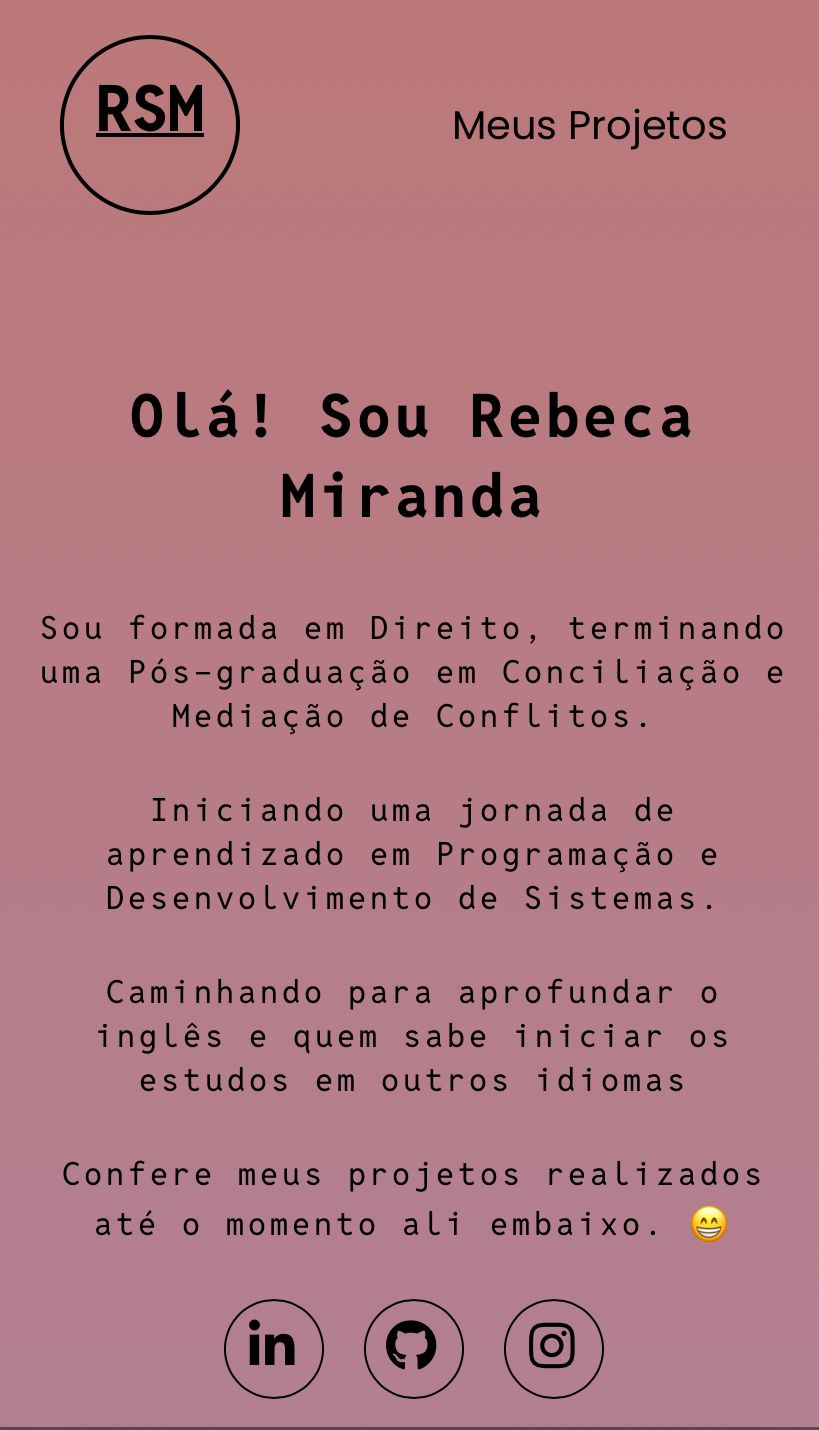 RSM
Meus Projetos
Olá! Sou Rebeca
Miranda
Sou formada em Direito, terminando
uma Pós-graduação em Conciliação e
Mediação de Conflitos.
Iniciando uma jornada de
aprendizado em Programação e
Desenvolvimento de Sistemas.
Caminhando para aprofundar o
inglês e quem sabe iniciar os
estudos em outros idiomas
Confere meus projetos realizados
até o momento ali embaixo. 😁
in